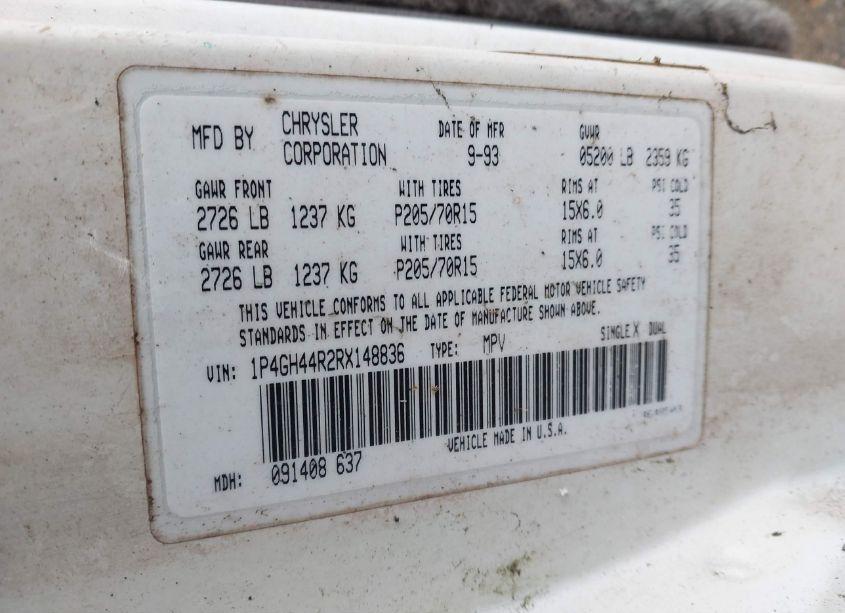 MFD BY CHRYSLER CORPORATION DATE OF MFR 9-93 GVWR 05200 LB 2359 KG
GAWR FRONT WITH TIRES RIMS AT PSI COLD
2726 LB 1237 KG P205/70R15 15X6.0 35
GAWR REAR WITH TIRES RIMS AT PSI COLD
2726 LB 1237 KG P205/70R15 15X6.0 35
THIS VEHICLE CONFORMS TO ALL APPLICABLE FEDERAL MOTOR VEHICLE SAFETY
STANDARDS IN EFFECT ON THE DATE OF MANUFACTURE SHOWN ABOVE.
VIN: 1P4GH44R2RX148836 TYPE: MPV SINGLE X DUAL
VEHICLE MADE IN U.S.A.
MDH: 091408 637